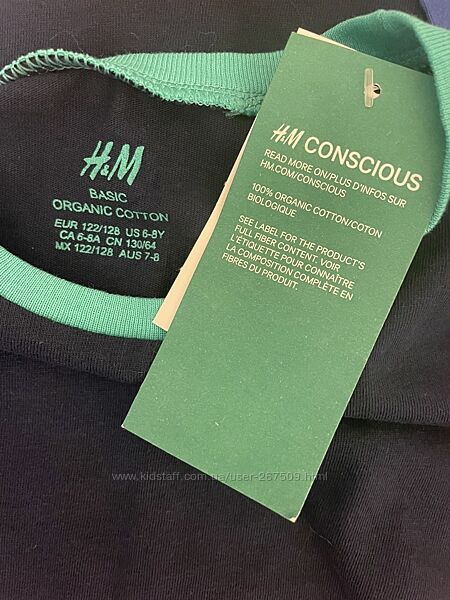 H&M
BASIC
ORGANIC COTTON
EUR 122/128 US 6-8Y
CA 6-8A CN 130/64
MX 122/128 AUS 7-8
H&M CONSCIOUS
READ MORE ON/PLUS D'INFOS SUR
HM.COM/CONSCIOUS
100% ORGANIC COTTON/COTON
BIOLOGIQUE
SEE LABEL FOR THE PRODUCT'S
FULL FIBER CONTENT. VOIR
L'ÉTIQUETTE POUR CONNAÎTRE
LA COMPOSITION COMPLÈTE EN
FIBRES DU PRODUIT.
www.kidstaff.com.ua/user-267509.html